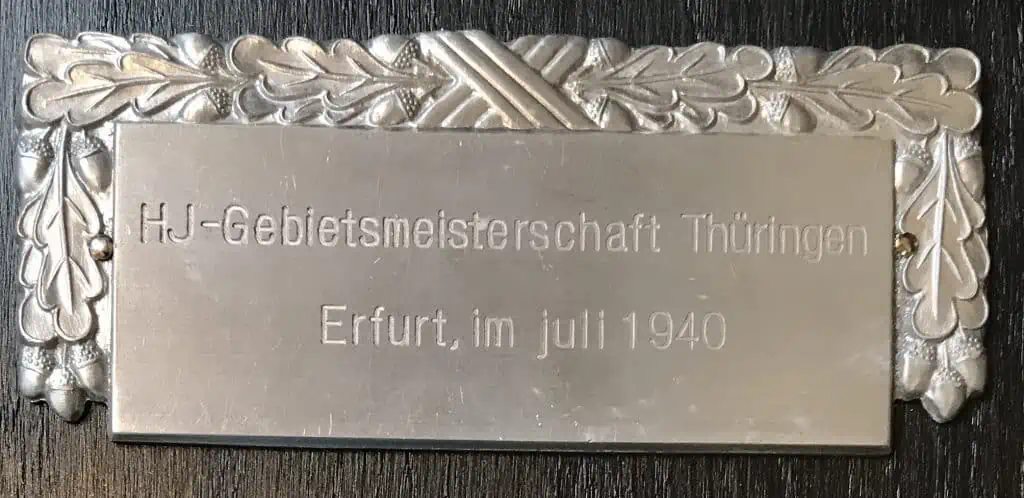 HJ-Gebietsmeisterschaft Thüringen
Erfurt, im juli 1940